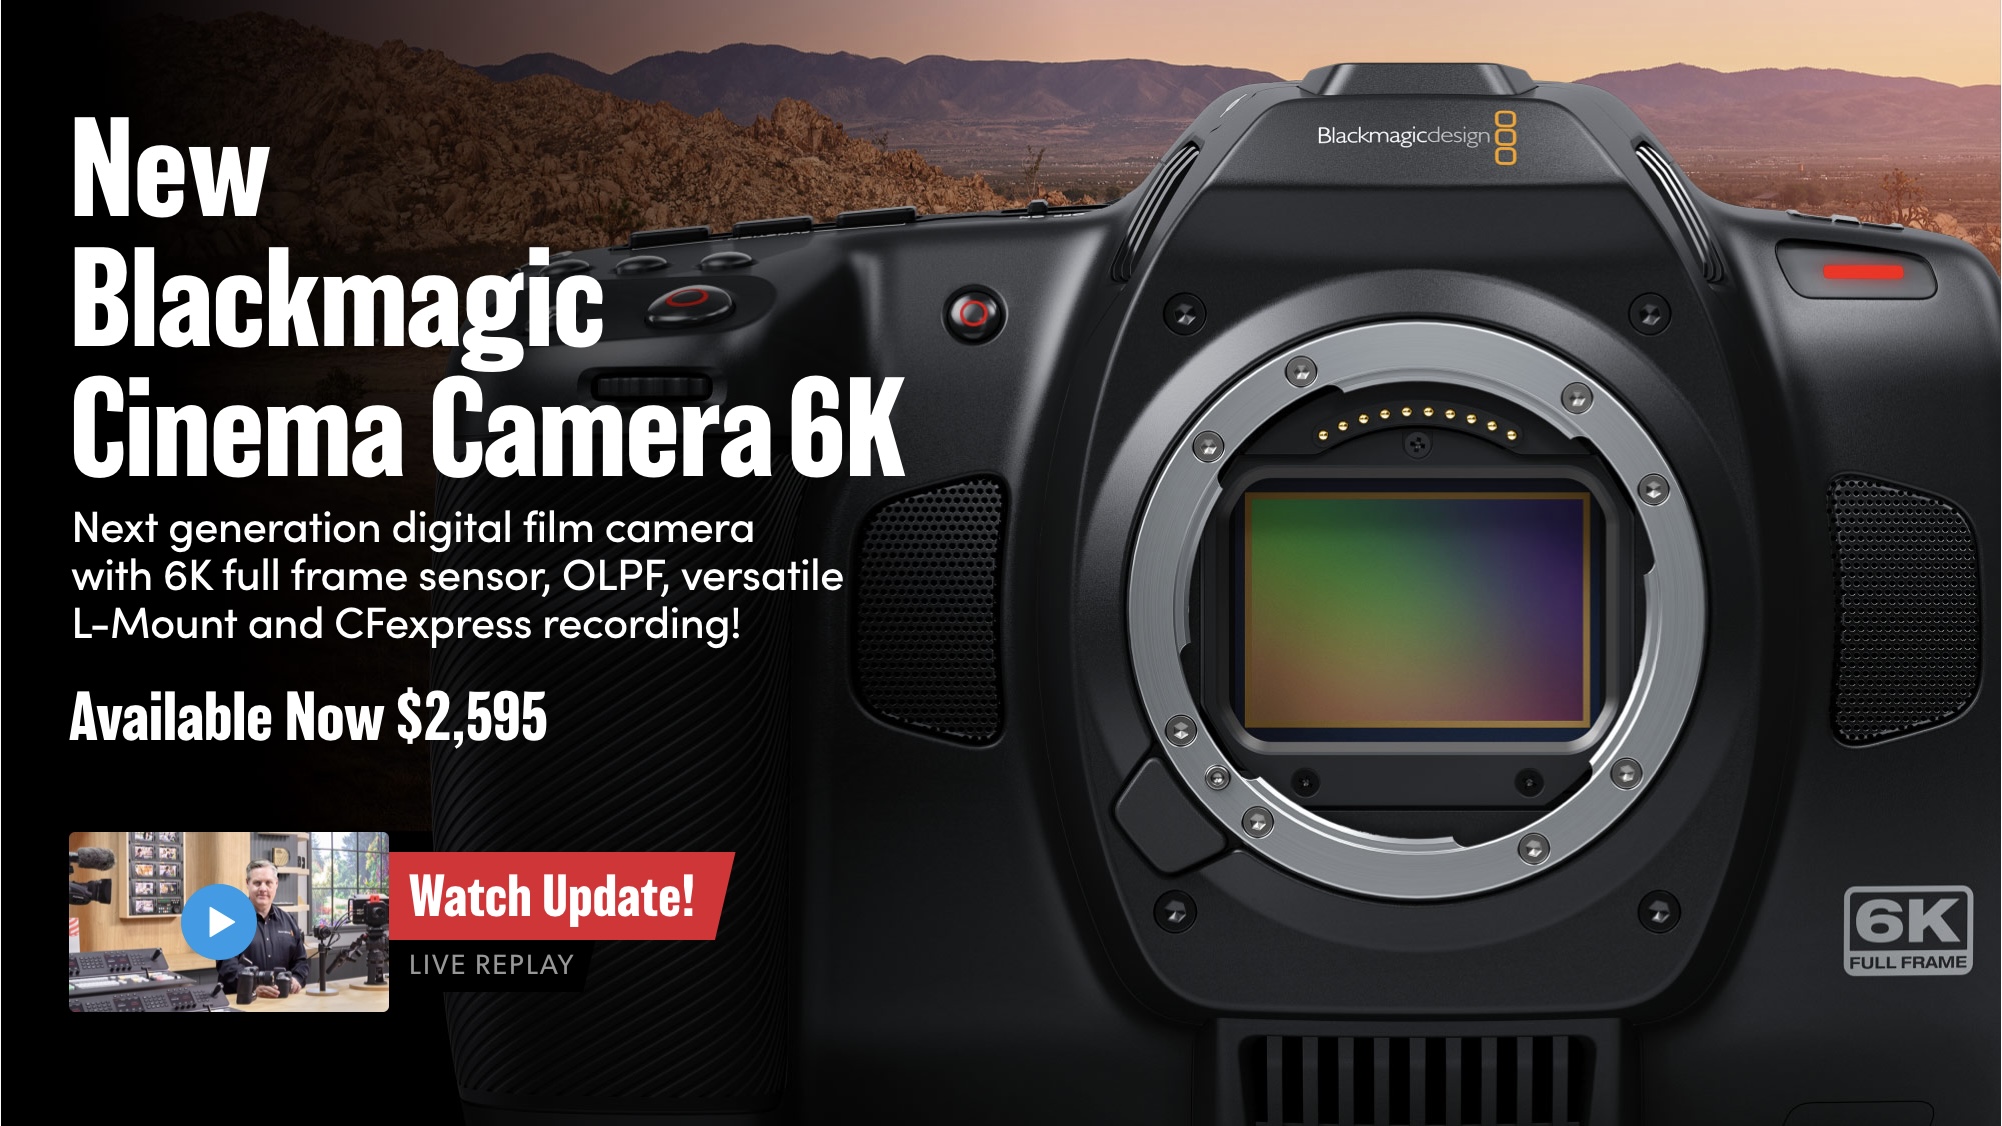 New
Blackmagic
Cinema Camera 6K
Next generation digital film camera
with 6K full frame sensor, OLPF, versatile
L-Mount and CFexpress recording!
Available Now $2,595
Watch Update!
LIVE REPLAY
Blackmagicdesign
6K
FULL FRAME